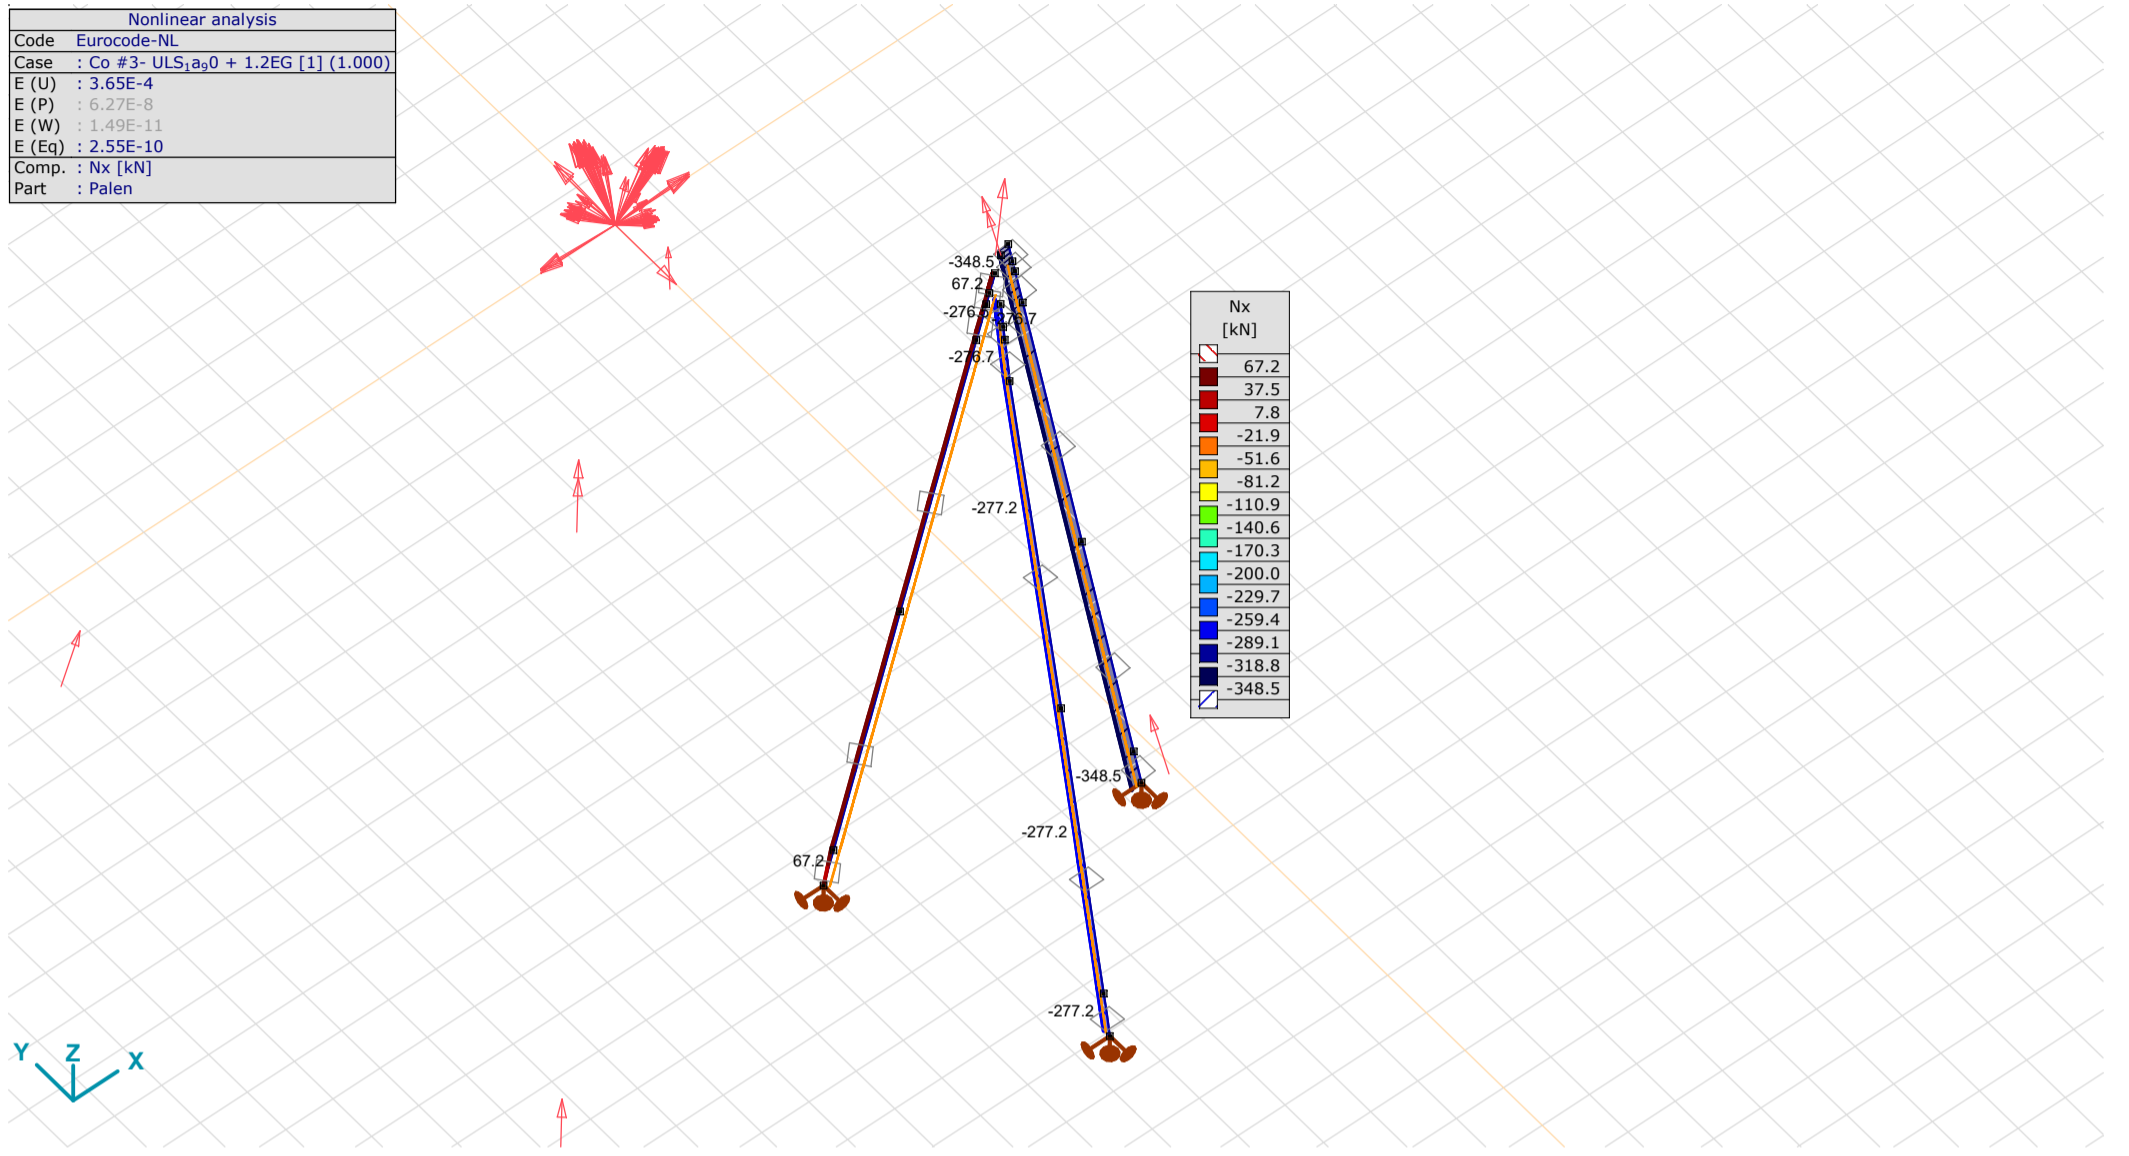 Nonlinear analysis
Code Eurocode-NL
Case : Co #3- ULS₁a₉0 + 1.2EG [1] (1.000)
E (U) : 3.65E-4
E (P) : 6.27E-8
E (W) : 1.49E-11
E (Eq) : 2.55E-10
Comp. : Nx [kN]
Part : Palen
-348.5
67.2
-276.7
-277.2
-348.5
-277.2
67.2
-277.2
Nx
[kN]
67.2
37.5
7.8
-21.9
-51.6
-81.2
-110.9
-140.6
-170.3
-200.0
-229.7
-259.4
-289.1
-318.8
-348.5
Y Z X